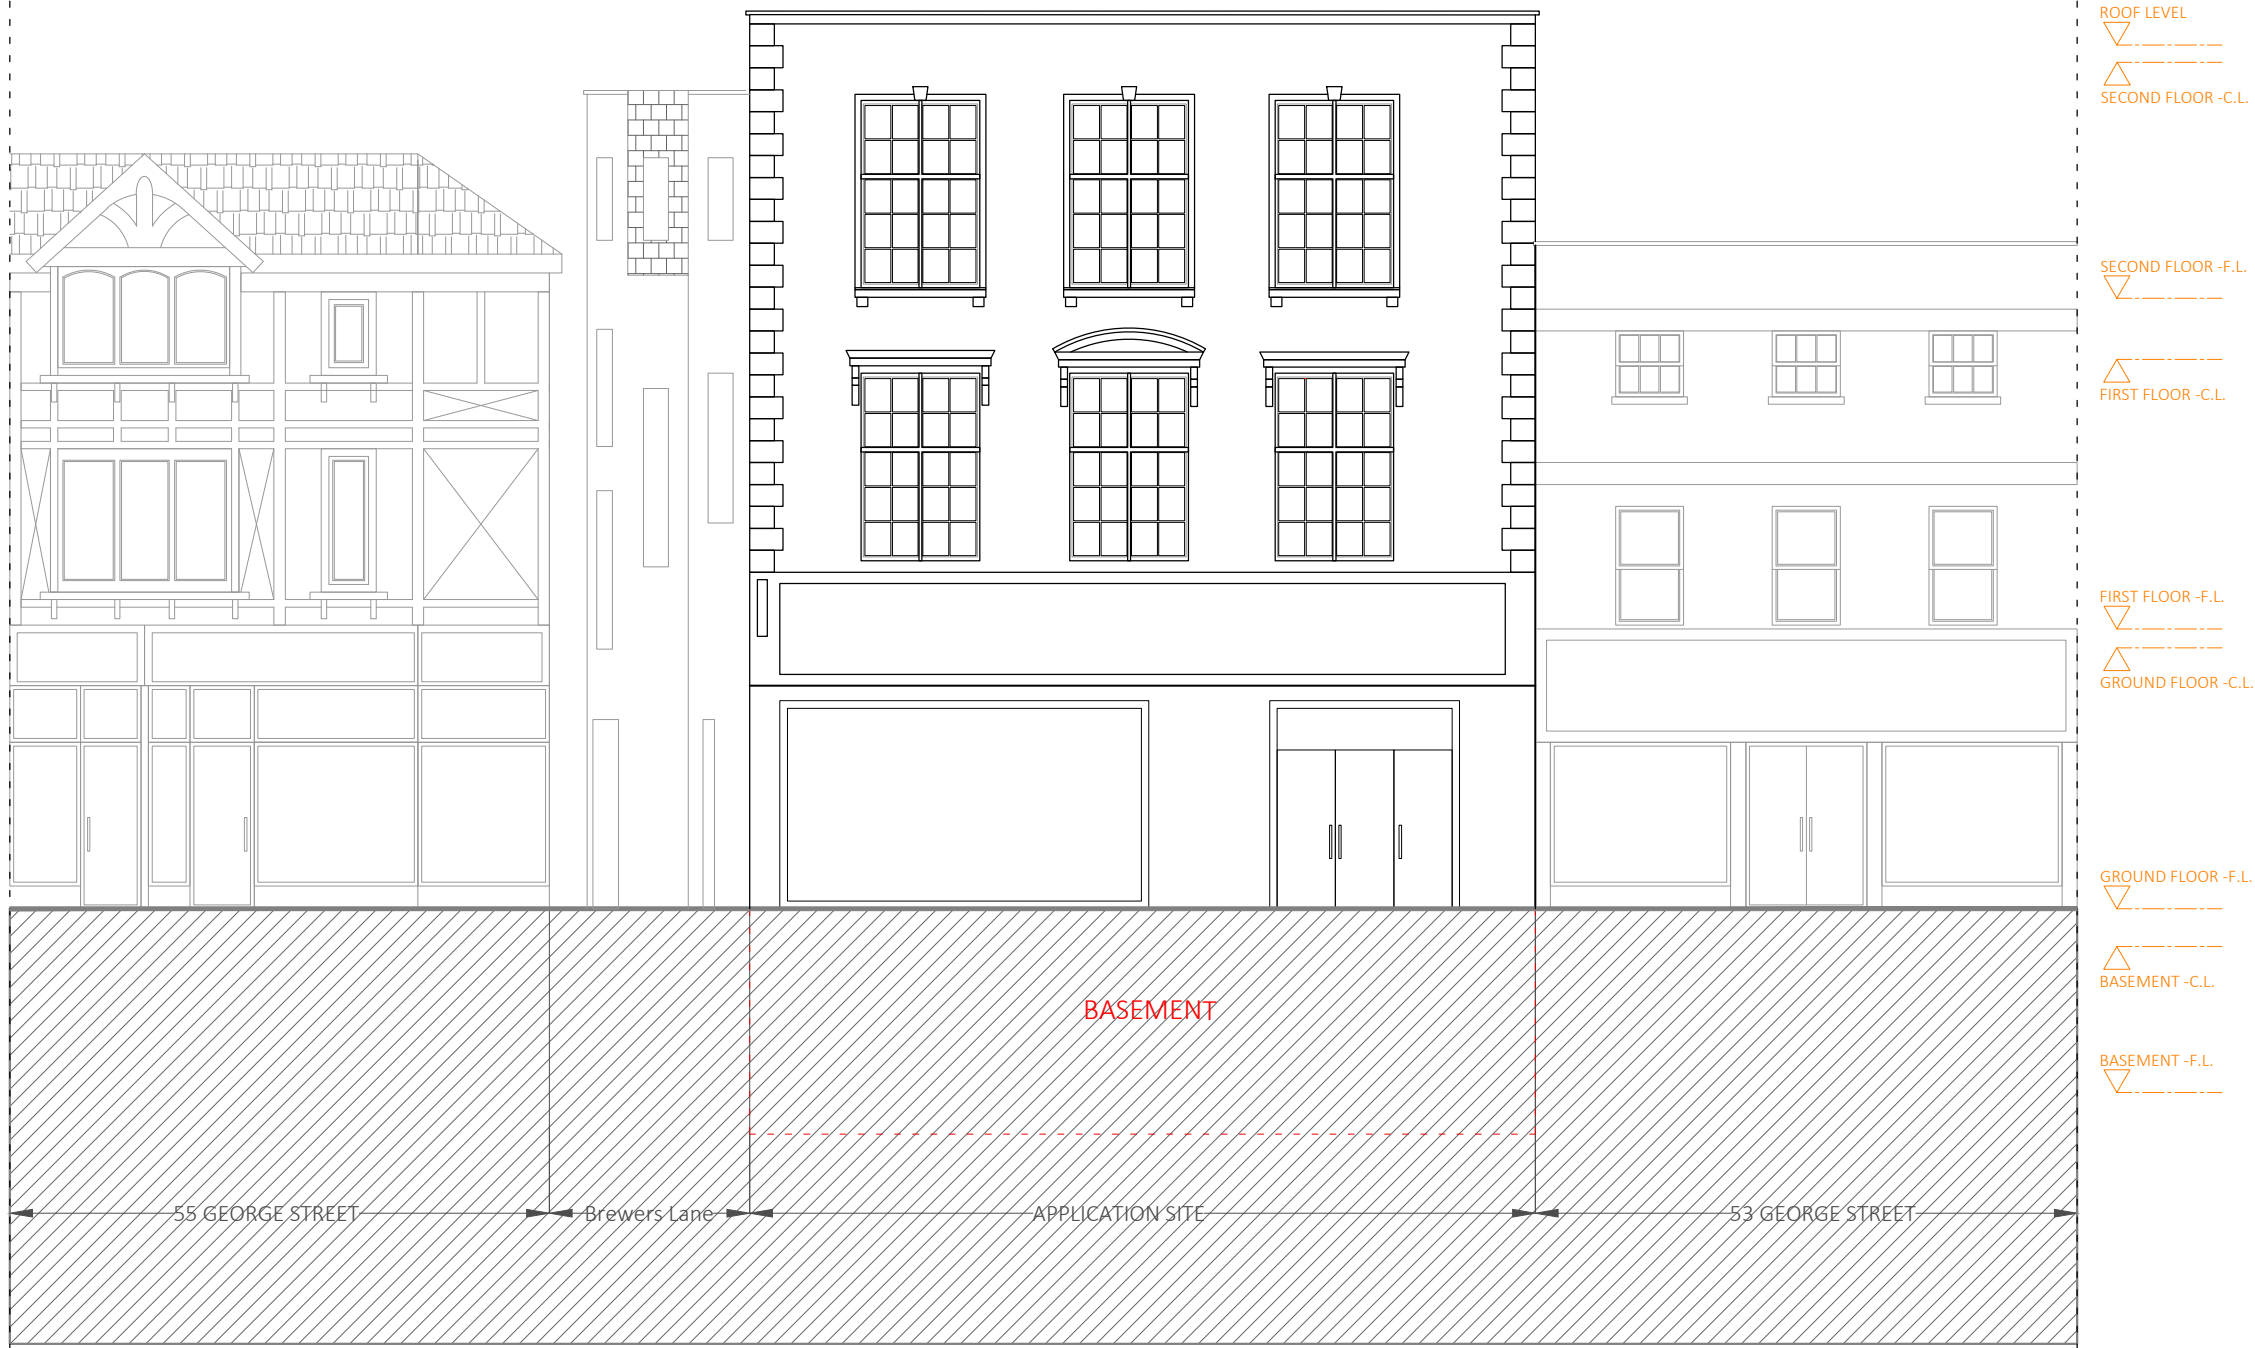 ROOF LEVEL
SECOND FLOOR -C.L.
SECOND FLOOR -F.L.
FIRST FLOOR -C.L.
FIRST FLOOR -F.L.
GROUND FLOOR -C.L.
GROUND FLOOR -F.L.
BASEMENT -C.L.
BASEMENT
BASEMENT -F.L.
55 GEORGE STREET Brewers Lane APPLICATION SITE 53 GEORGE STREET